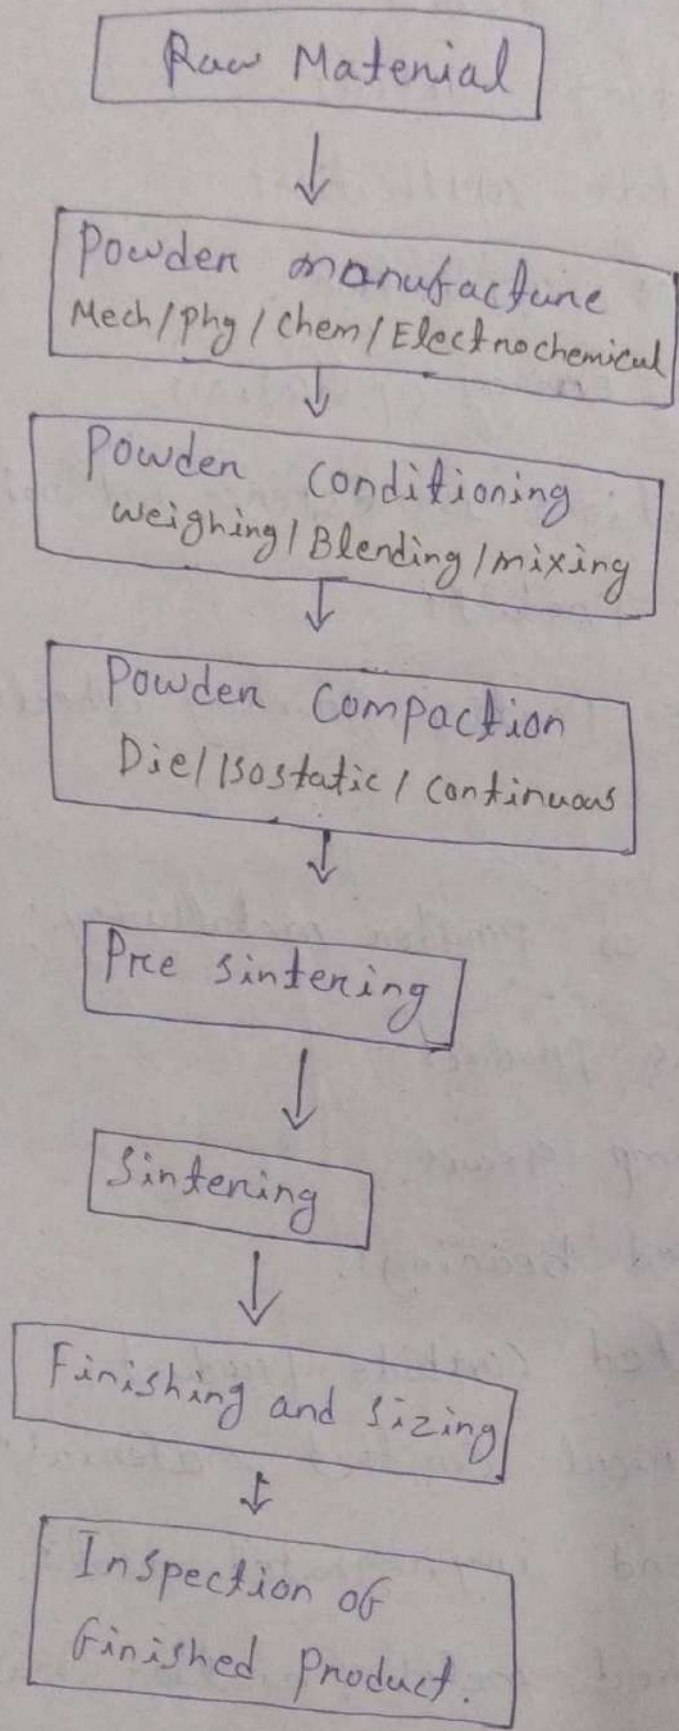 Raw Material
Powder manufacture
Mech/phy/chem/Electrochemical
Powder conditioning
weighing/Blending/mixing
Powder Compaction
Die/Isostatic/continuous
Pre sintering
Sintering
Finishing and sizing
Inspection of
finished product.